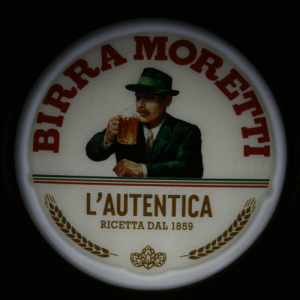 BIRRA MORETTI
L'AUTENTICA
RICETTA DAL 1859